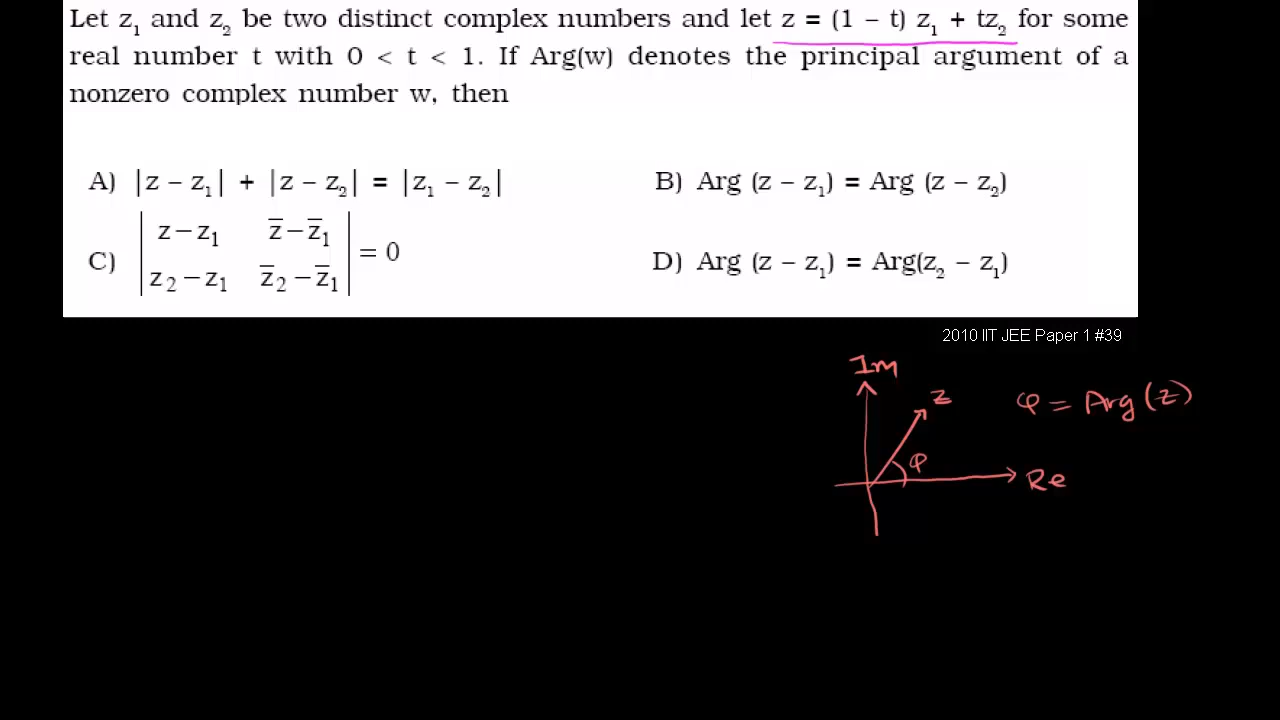 Let z₁ and z₂ be two distinct complex numbers and let z = (1 – t) z₁ + tz₂ for some
real number t with 0 < t < 1. If Arg(w) denotes the principal argument of a
nonzero complex number w, then
A) |z – z₁| + |z – z₂| = |z₁ – z₂|
B) Arg (z – z₁) = Arg (z – z₂)
C) | z – z₁  z̄ – z̄₁ |
| z₂ – z₁  z̄₂ – z̄₁ | = 0
D) Arg (z – z₁) = Arg(z₂ – z₁)
2010 IIT JEE Paper 1 #39
Im
z
φ = Arg(z)
φ
Re